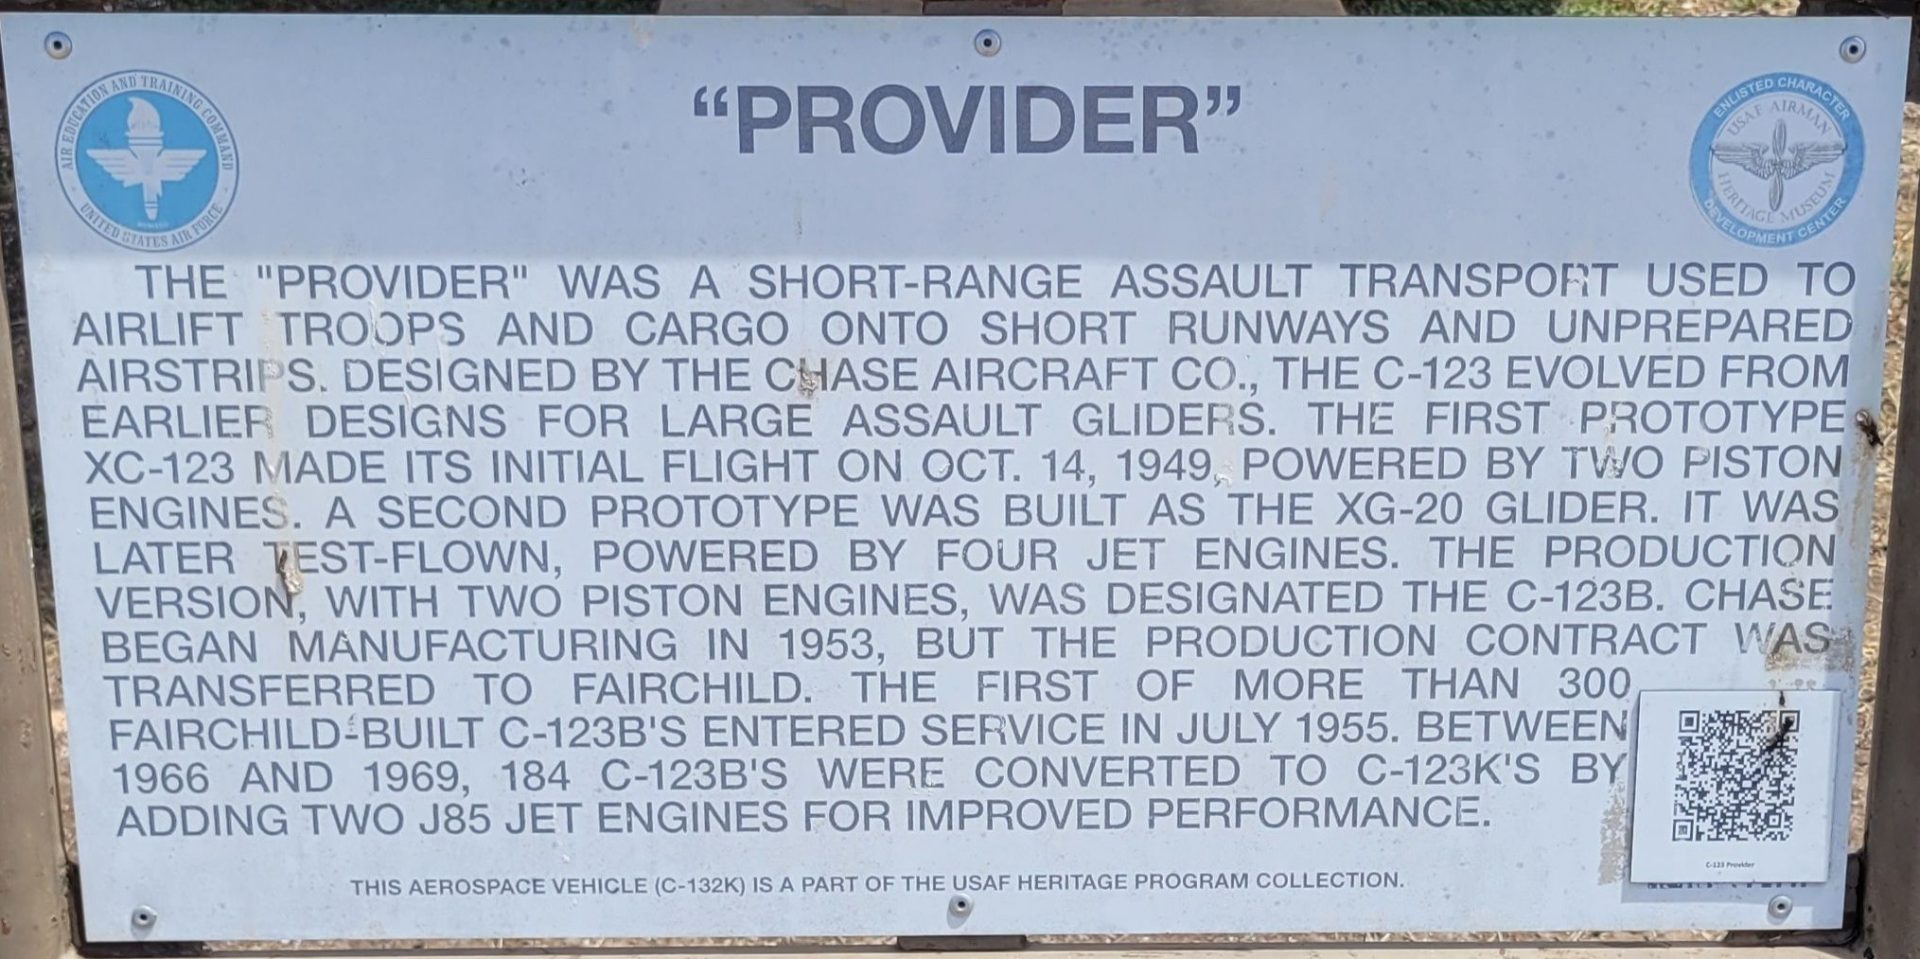 "PROVIDER"
AIR EDUCATION AND TRAINING COMMAND
UNITED STATES AIR FORCE
ENLISTED CHARACTER
USAF AIRMAN
HERITAGE MUSEUM
DEVELOPMENT CENTER
THE "PROVIDER" WAS A SHORT-RANGE ASSAULT TRANSPORT USED TO
AIRLIFT TROOPS AND CARGO ONTO SHORT RUNWAYS AND UNPREPARED
AIRSTRIPS. DESIGNED BY THE CHASE AIRCRAFT CO., THE C-123 EVOLVED FROM
EARLIER DESIGNS FOR LARGE ASSAULT GLIDERS. THE FIRST PROTOTYPE
XC-123 MADE ITS INITIAL FLIGHT ON OCT. 14, 1949, POWERED BY TWO PISTON
ENGINES. A SECOND PROTOTYPE WAS BUILT AS THE XG-20 GLIDER. IT WAS
LATER TEST-FLOWN, POWERED BY FOUR JET ENGINES. THE PRODUCTION
VERSION, WITH TWO PISTON ENGINES, WAS DESIGNATED THE C-123B. CHASE
BEGAN MANUFACTURING IN 1953, BUT THE PRODUCTION CONTRACT WAS
TRANSFERRED TO FAIRCHILD. THE FIRST OF MORE THAN 300
FAIRCHILD-BUILT C-123B'S ENTERED SERVICE IN JULY 1955. BETWEEN
1966 AND 1969, 184 C-123B'S WERE CONVERTED TO C-123K'S BY
ADDING TWO J85 JET ENGINES FOR IMPROVED PERFORMANCE.
C-123 Provider
THIS AEROSPACE VEHICLE (C-132K) IS A PART OF THE USAF HERITAGE PROGRAM COLLECTION.